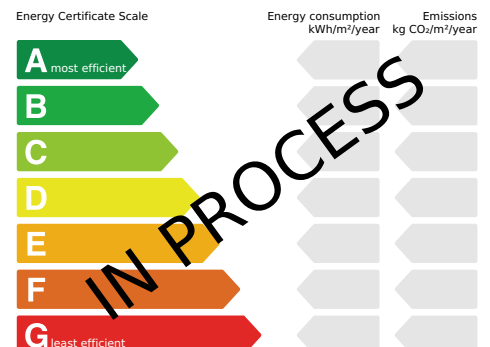 Energy Certificate Scale
Energy consumption
kWh/m²/year
Emissions
kg CO₂/m²/year
A most efficient
B
C
D
E
F
G least efficient
IN PROCESS